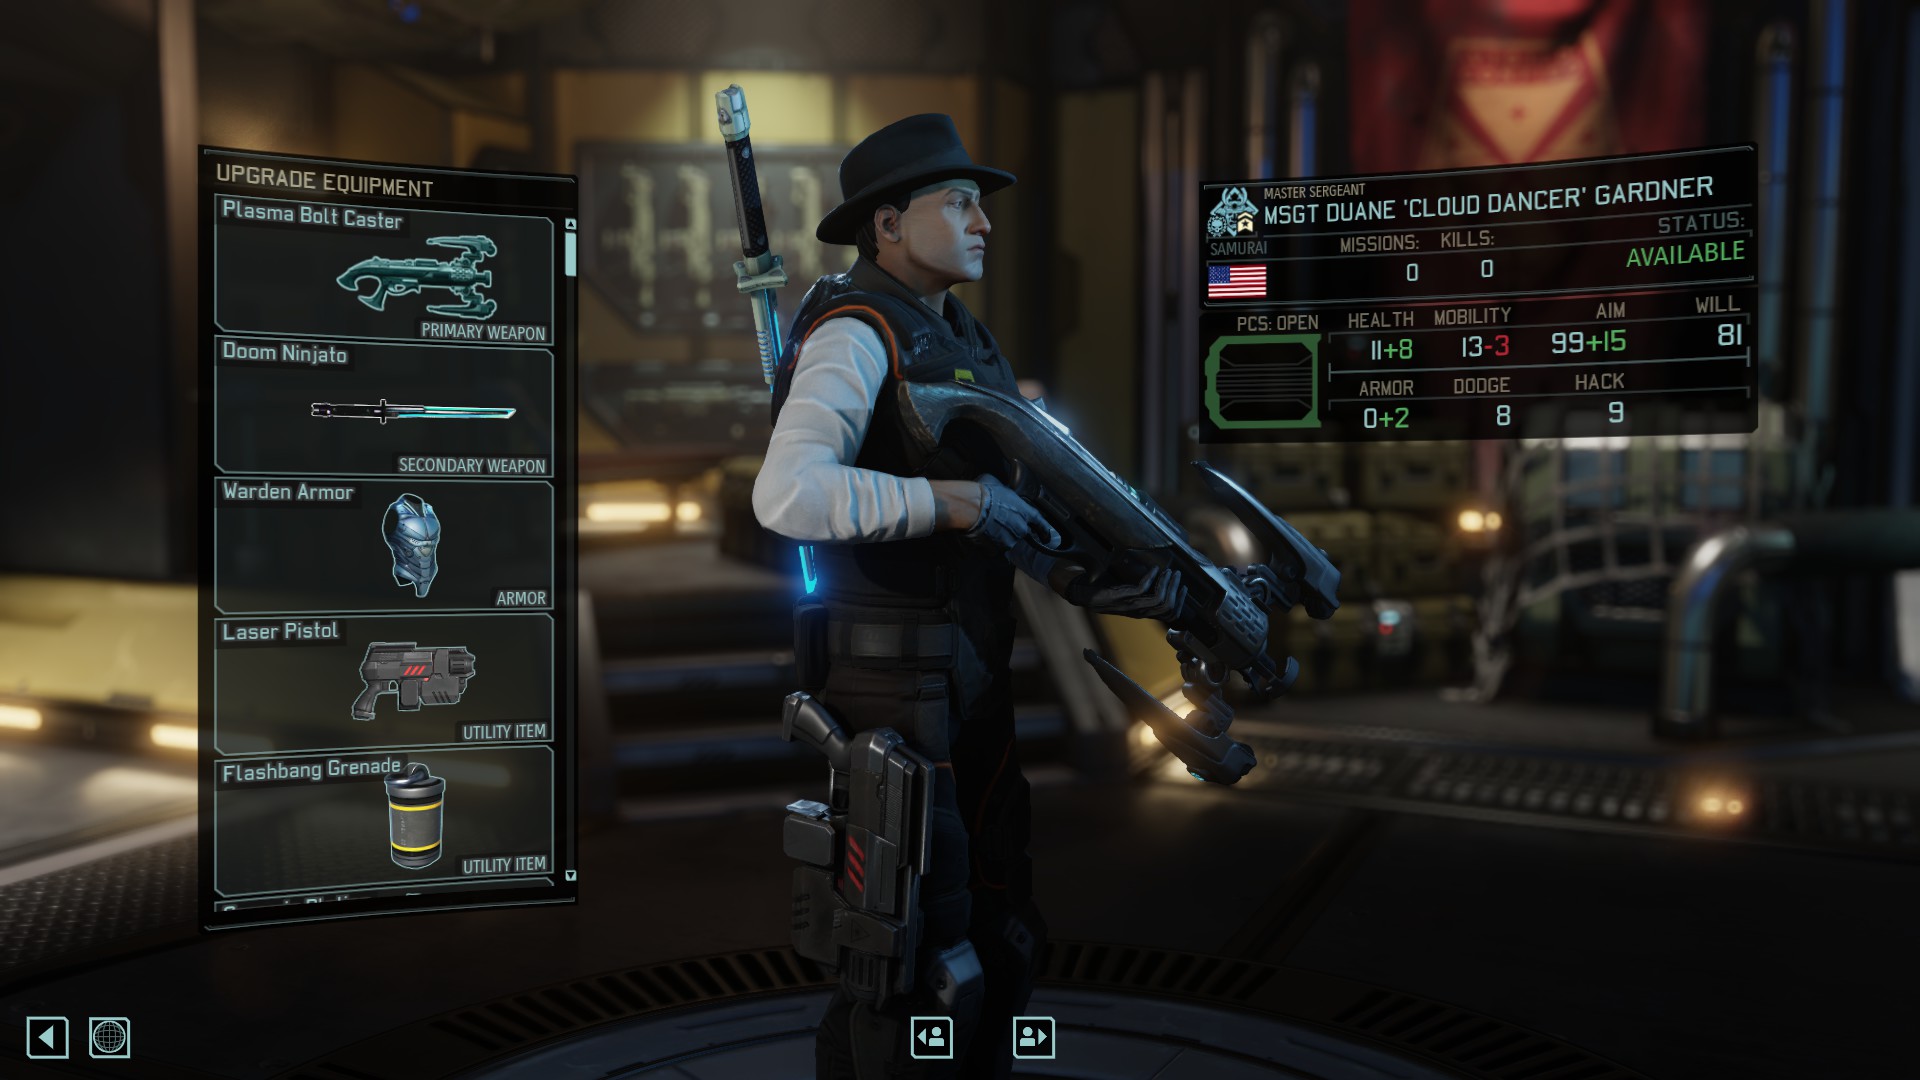 UPGRADE EQUIPMENT
Plasma Bolt Caster
PRIMARY WEAPON
Doom Ninjato
SECONDARY WEAPON
Warden Armor
ARMOR
Laser Pistol
UTILITY ITEM
Flashbang Grenade
UTILITY ITEM
MASTER SERGEANT
MSGT DUANE 'CLOUD DANCER' GARDNER
SAMURAI
MISSIONS: KILLS: STATUS:
0 0 AVAILABLE
PCS: OPEN HEALTH MOBILITY AIM WILL
11+8 13-3 99+15 81
ARMOR DODGE HACK
0+2 8 9